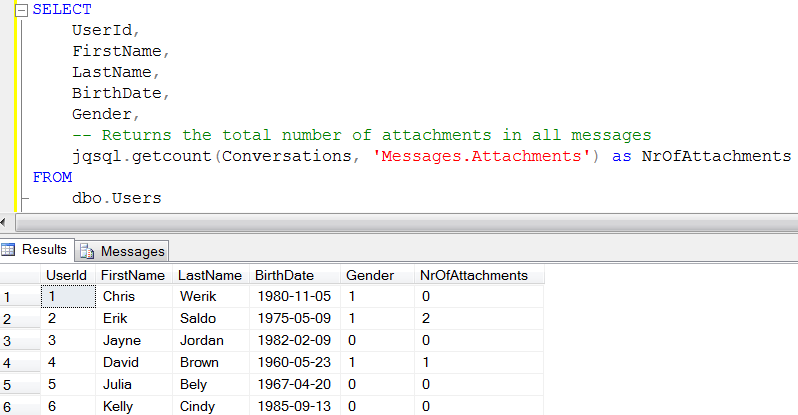 SELECT
UserId,
FirstName,
LastName,
BirthDate,
Gender,
-- Returns the total number of attachments in all messages
jqsql.getcount(Conversations, 'Messages.Attachments') as NrOfAttachments
FROM
dbo.Users
Results Messages
UserId FirstName LastName BirthDate Gender NrOfAttachments
1 1 Chris Werik 1980-11-05 1 0
2 2 Erik Saldo 1975-05-09 1 2
3 3 Jayne Jordan 1982-02-09 0 0
4 4 David Brown 1960-05-23 1 1
5 5 Julia Bely 1967-04-20 0 0
6 6 Kelly Cindy 1985-09-13 0 0